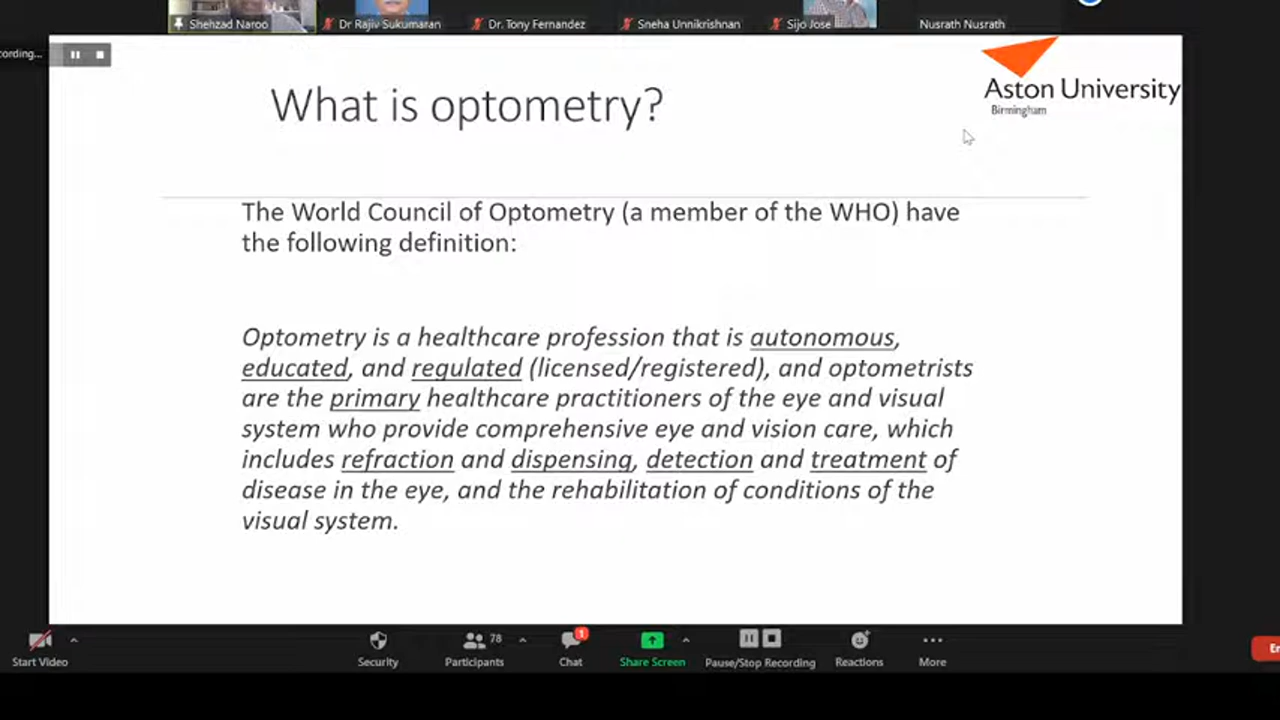 Shehzad Naroo
Dr Rajiv Sukumaran
Dr. Tony Fernandez
Sneha Unnikrishnan
Sijo Jose
Nusrath Nusrath
cording...
What is optometry?
Aston University
Birmingham
The World Council of Optometry (a member of the WHO) have
the following definition:
Optometry is a healthcare profession that is autonomous,
educated, and regulated (licensed/registered), and optometrists
are the primary healthcare practitioners of the eye and visual
system who provide comprehensive eye and vision care, which
includes refraction and dispensing, detection and treatment of
disease in the eye, and the rehabilitation of conditions of the
visual system.
78
1
Start Video
Security
Participants
Chat
Share Screen
Pause/Stop Recording
Reactions
More
En